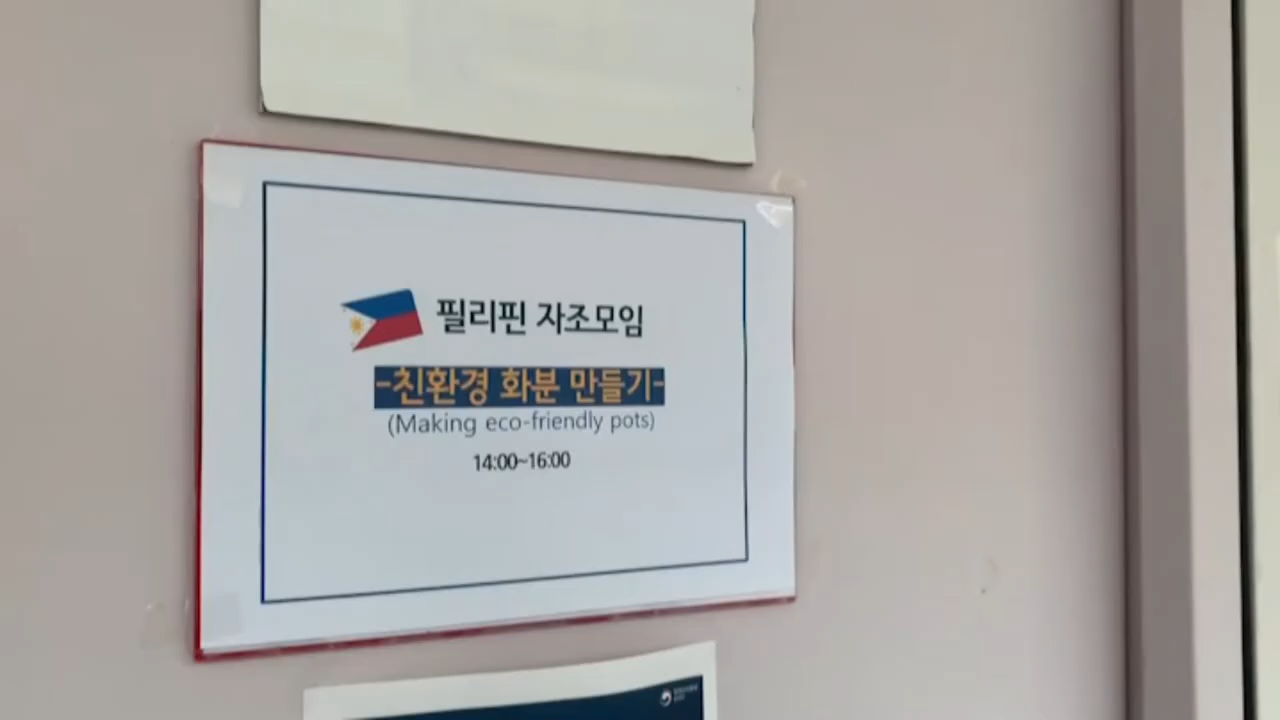 필리핀 자조모임
-친환경 화분 만들기-
(Making eco-friendly pots)
14:00~16:00